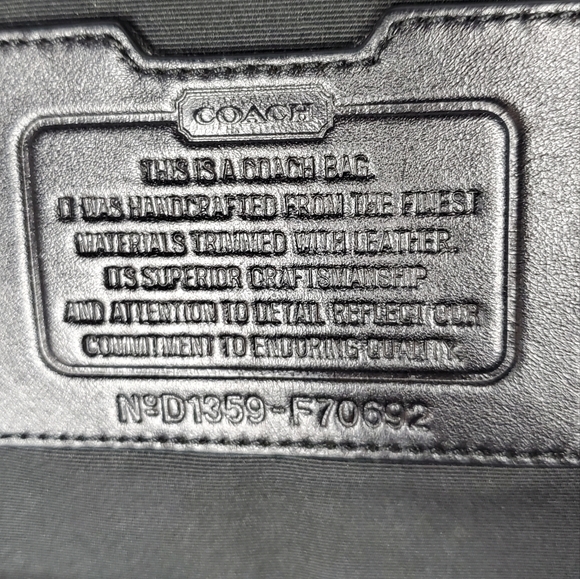 COACH
THIS IS A COACH BAG.
IT WAS HANDCRAFTED FROM THE FINEST
MATERIALS TRIMMED WITH LEATHER.
ITS SUPERIOR CRAFTSMANSHIP
AND ATTENTION TO DETAIL REFLECT OUR
COMMITMENT TO ENDURING QUALITY.
NºD1359-F70692